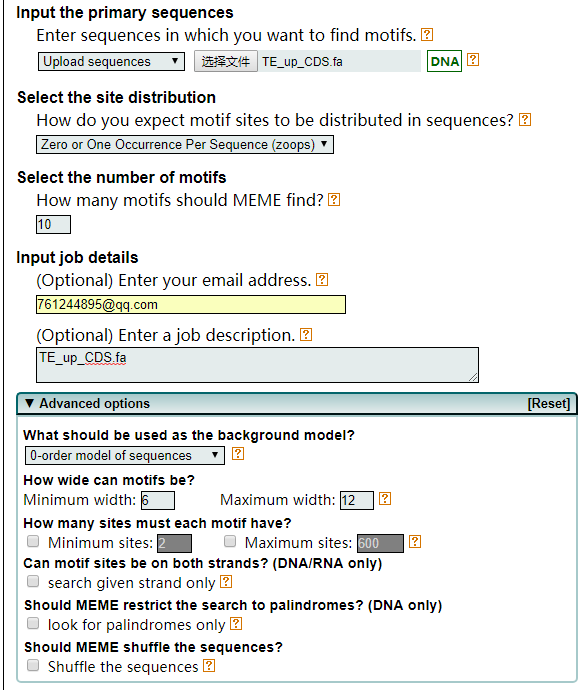 Input the primary sequences
Enter sequences in which you want to find motifs. ?
Upload sequences ▼ 选择文件 TE_up_CDS.fa DNA ?
Select the site distribution
How do you expect motif sites to be distributed in sequences? ?
Zero or One Occurrence Per Sequence (zoops) ▼
Select the number of motifs
How many motifs should MEME find? ?
10
Input job details
(Optional) Enter your email address. ?
761244895@qq.com
(Optional) Enter a job description. ?
TE_up_CDS.fa
▼ Advanced options [Reset]
What should be used as the background model?
0-order model of sequences ▼ ?
How wide can motifs be?
Minimum width: 6 Maximum width: 12 ?
How many sites must each motif have?
Minimum sites: 2 Maximum sites: 600 ?
Can motif sites be on both strands? (DNA/RNA only)
search given strand only ?
Should MEME restrict the search to palindromes? (DNA only)
look for palindromes only ?
Should MEME shuffle the sequences?
Shuffle the sequences ?